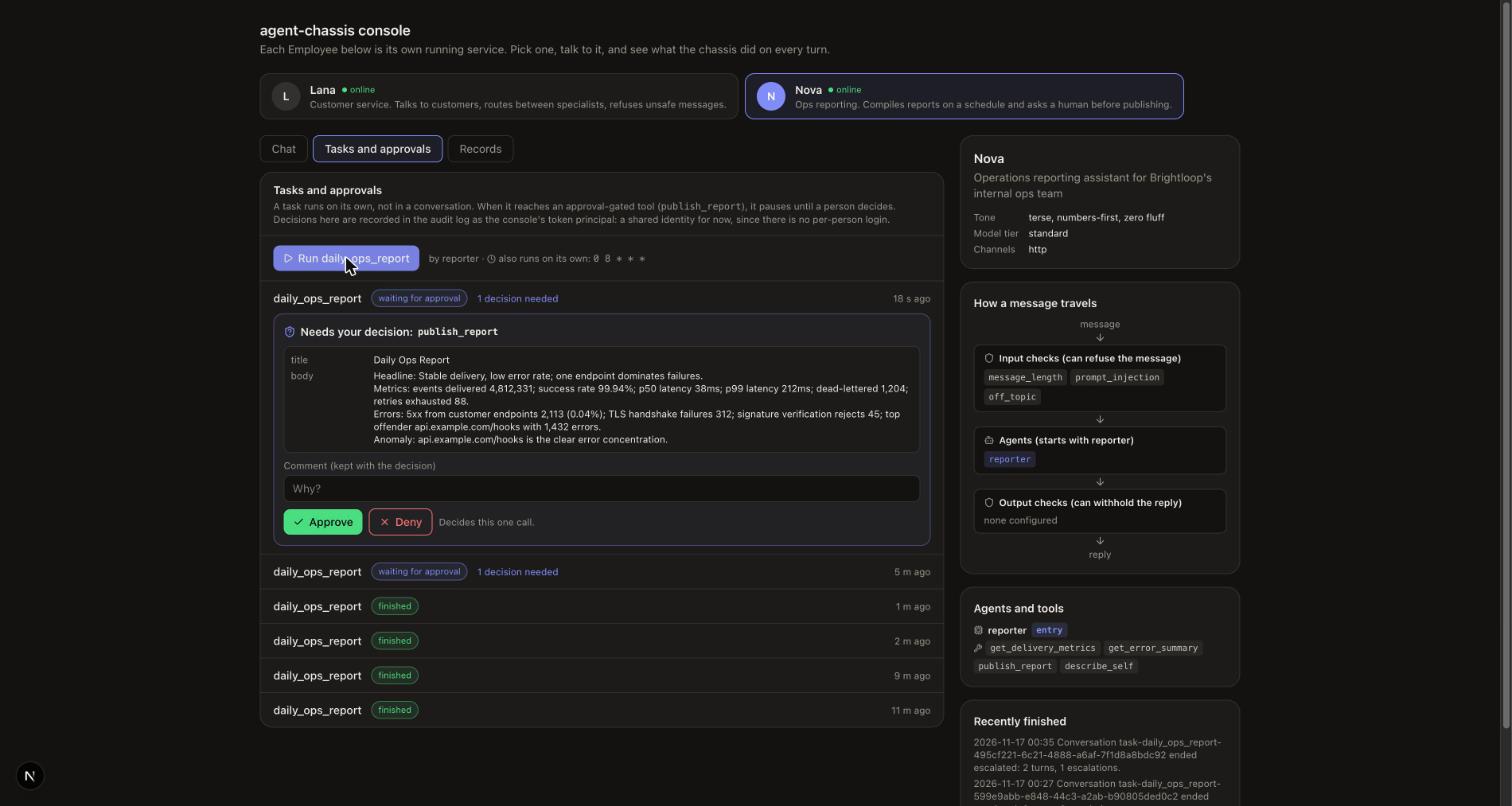 agent-chassis console
Each Employee below is its own running service. Pick one, talk to it, and see what the chassis did on every turn.
L
Lana
online
Customer service. Talks to customers, routes between specialists, refuses unsafe messages.
N
Nova
online
Ops reporting. Compiles reports on a schedule and asks a human before publishing.
Chat
Tasks and approvals
Records
Tasks and approvals
A task runs on its own, not in a conversation. When it reaches an approval-gated tool (publish_report), it pauses until a person decides.
Decisions here are recorded in the audit log as the console's token principal: a shared identity for now, since there is no per-person login.
Run daily_ops_report
by reporter · also runs on its own: 0 8 * * *
daily_ops_report waiting for approval 1 decision needed 18 s ago
Needs your decision: publish_report
title Daily Ops Report
body Headline: Stable delivery, low error rate; one endpoint dominates failures.
Metrics: events delivered 4,812,331; success rate 99.94%; p50 latency 38ms; p99 latency 212ms; dead-lettered 1,204;
retries exhausted 88.
Errors: 5xx from customer endpoints 2,113 (0.04%); TLS handshake failures 312; signature verification rejects 45; top
offender api.example.com/hooks with 1,432 errors.
Anomaly: api.example.com/hooks is the clear error concentration.
Comment (kept with the decision)
Why?
Approve
Deny
Decides this one call.
daily_ops_report waiting for approval 1 decision needed 5 m ago
daily_ops_report finished 1 m ago
daily_ops_report finished 2 m ago
daily_ops_report finished 9 m ago
daily_ops_report finished 11 m ago
Nova
Operations reporting assistant for Brightloop's
internal ops team
Tone terse, numbers-first, zero fluff
Model tier standard
Channels http
How a message travels
message
Input checks (can refuse the message)
message_length prompt_injection
off_topic
Agents (starts with reporter)
reporter
Output checks (can withhold the reply)
none configured
reply
Agents and tools
reporter entry
get_delivery_metrics get_error_summary
publish_report describe_self
Recently finished
2026-11-17 00:35 Conversation task-daily_ops_report-
495cf221-6c21-4888-a6af-7f1d8a8bdc92 ended
escalated: 2 turns, 1 escalations.
2026-11-17 00:27 Conversation task-daily_ops_report-
599e9abb-e848-44c3-a2ab-b90805ded0c2 ended
N